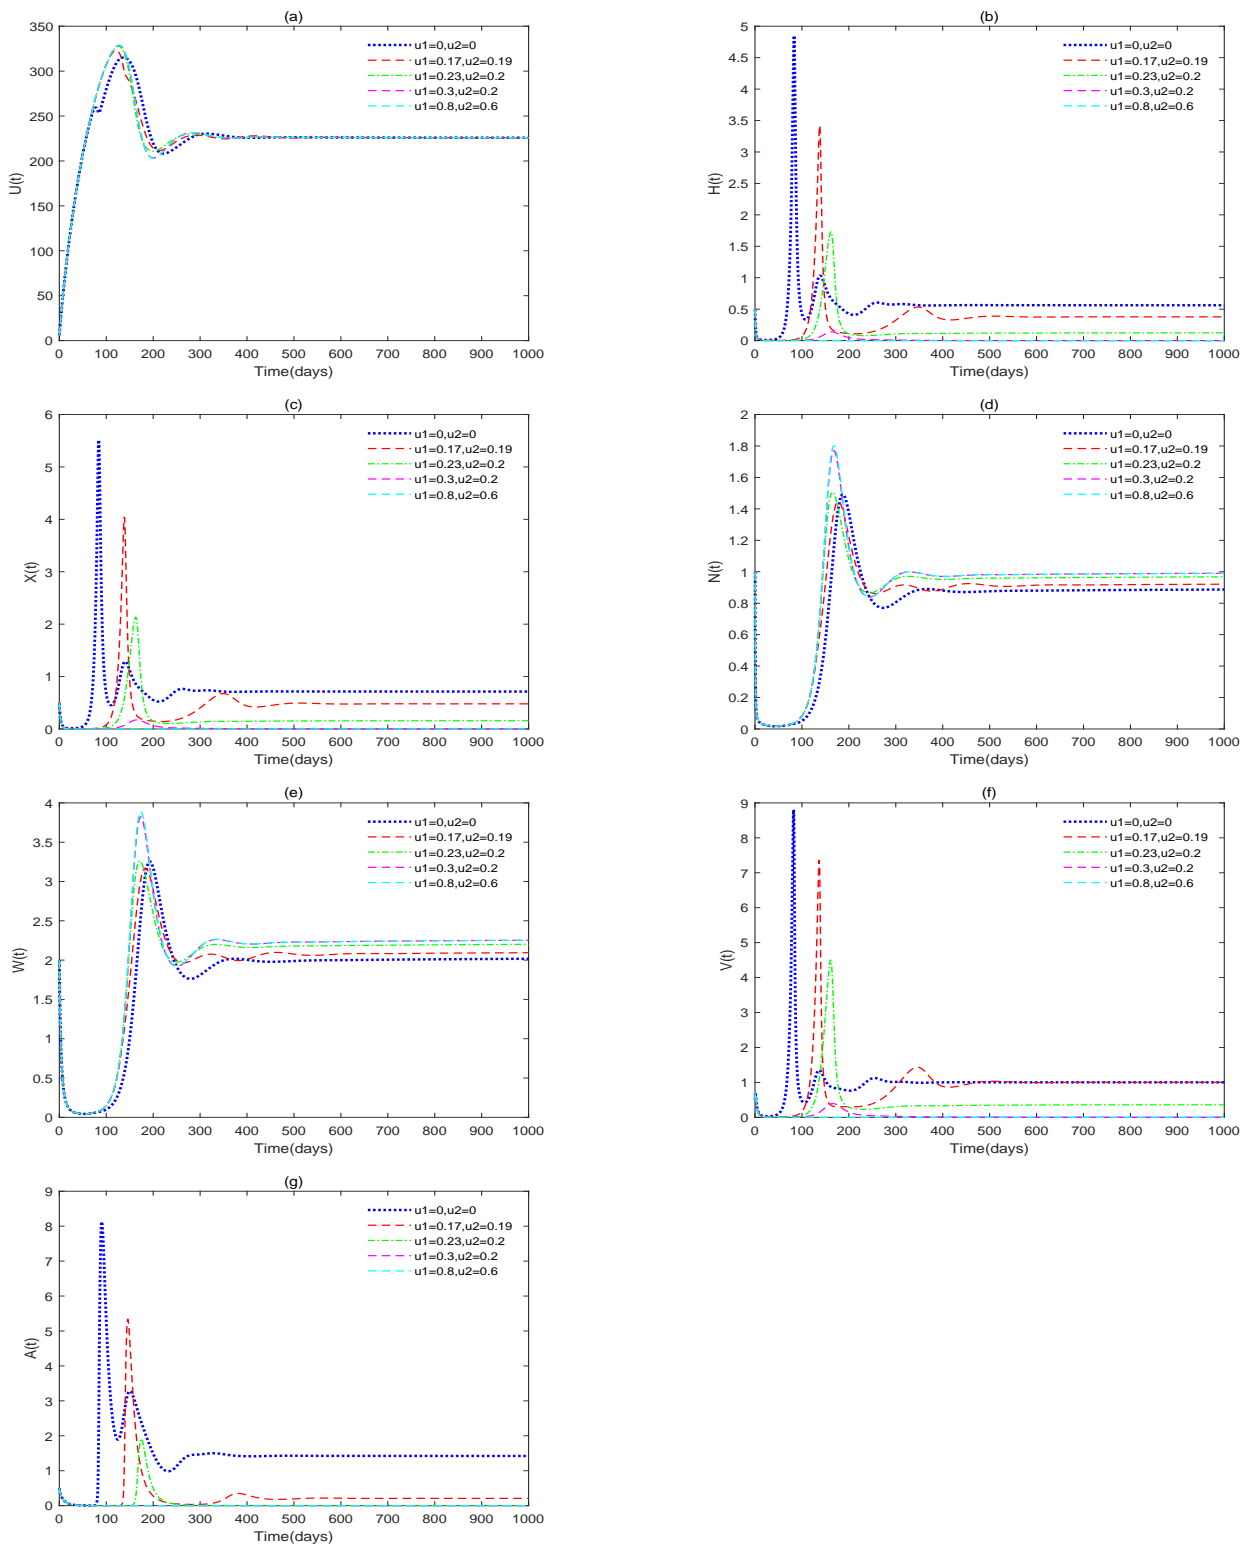 (a)
350
300
250
200
150
100
50
0
U(t)
0 100 200 300 400 500 600 700 800 900 1000
Time(days)
u1=0,u2=0
u1=0.17,u2=0.19
u1=0.23,u2=0.2
u1=0.3,u2=0.2
u1=0.8,u2=0.6
(b)
5
4.5
4
3.5
3
2.5
2
1.5
1
0.5
0
H(t)
0 100 200 300 400 500 600 700 800 900 1000
Time(days)
u1=0,u2=0
u1=0.17,u2=0.19
u1=0.23,u2=0.2
u1=0.3,u2=0.2
u1=0.8,u2=0.6
(c)
6
5
4
3
2
1
0
X(t)
0 100 200 300 400 500 600 700 800 900 1000
Time(days)
u1=0,u2=0
u1=0.17,u2=0.19
u1=0.23,u2=0.2
u1=0.3,u2=0.2
u1=0.8,u2=0.6
(d)
2
1.8
1.6
1.4
1.2
1
0.8
0.6
0.4
0.2
0
N(t)
0 100 200 300 400 500 600 700 800 900 1000
Time(days)
u1=0,u2=0
u1=0.17,u2=0.19
u1=0.23,u2=0.2
u1=0.3,u2=0.2
u1=0.8,u2=0.6
(e)
4
3.5
3
2.5
2
1.5
1
0.5
0
W(t)
0 100 200 300 400 500 600 700 800 900 1000
Time(days)
u1=0,u2=0
u1=0.17,u2=0.19
u1=0.23,u2=0.2
u1=0.3,u2=0.2
u1=0.8,u2=0.6
(f)
9
8
7
6
5
4
3
2
1
0
V(t)
0 100 200 300 400 500 600 700 800 900 1000
Time(days)
u1=0,u2=0
u1=0.17,u2=0.19
u1=0.23,u2=0.2
u1=0.3,u2=0.2
u1=0.8,u2=0.6
(g)
9
8
7
6
5
4
3
2
1
0
A(t)
0 100 200 300 400 500 600 700 800 900 1000
Time(days)
u1=0,u2=0
u1=0.17,u2=0.19
u1=0.23,u2=0.2
u1=0.3,u2=0.2
u1=0.8,u2=0.6